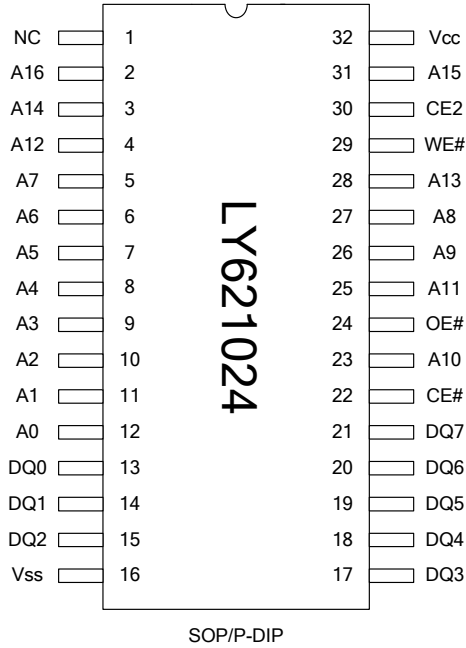 NC 1 32 Vcc
A16 2 31 A15
A14 3 30 CE2
A12 4 29 WE#
A7 5 28 A13
A6 6 27 A8
A5 7 26 A9
A4 8 25 A11
A3 9 24 OE#
A2 10 23 A10
A1 11 22 CE#
A0 12 21 DQ7
DQ0 13 20 DQ6
DQ1 14 19 DQ5
DQ2 15 18 DQ4
Vss 16 17 DQ3
LY621024
SOP/P-DIP